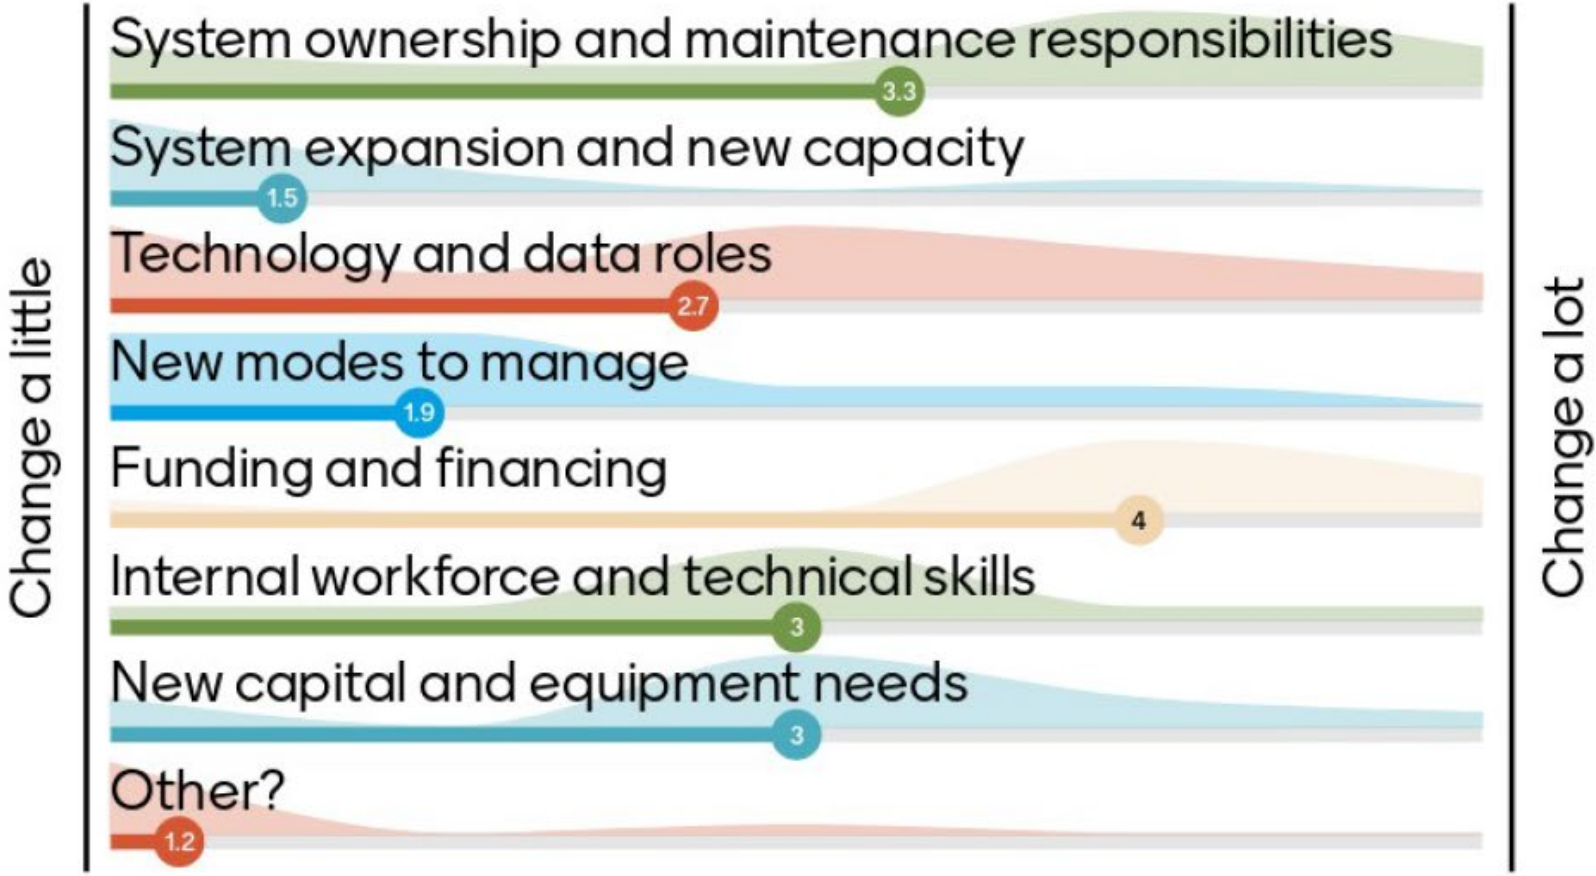 System ownership and maintenance responsibilities
3.3
System expansion and new capacity
1.5
Technology and data roles
2.7
New modes to manage
1.9
Funding and financing
4
Internal workforce and technical skills
3
New capital and equipment needs
3
Other?
1.2
Change a little
Change a lot